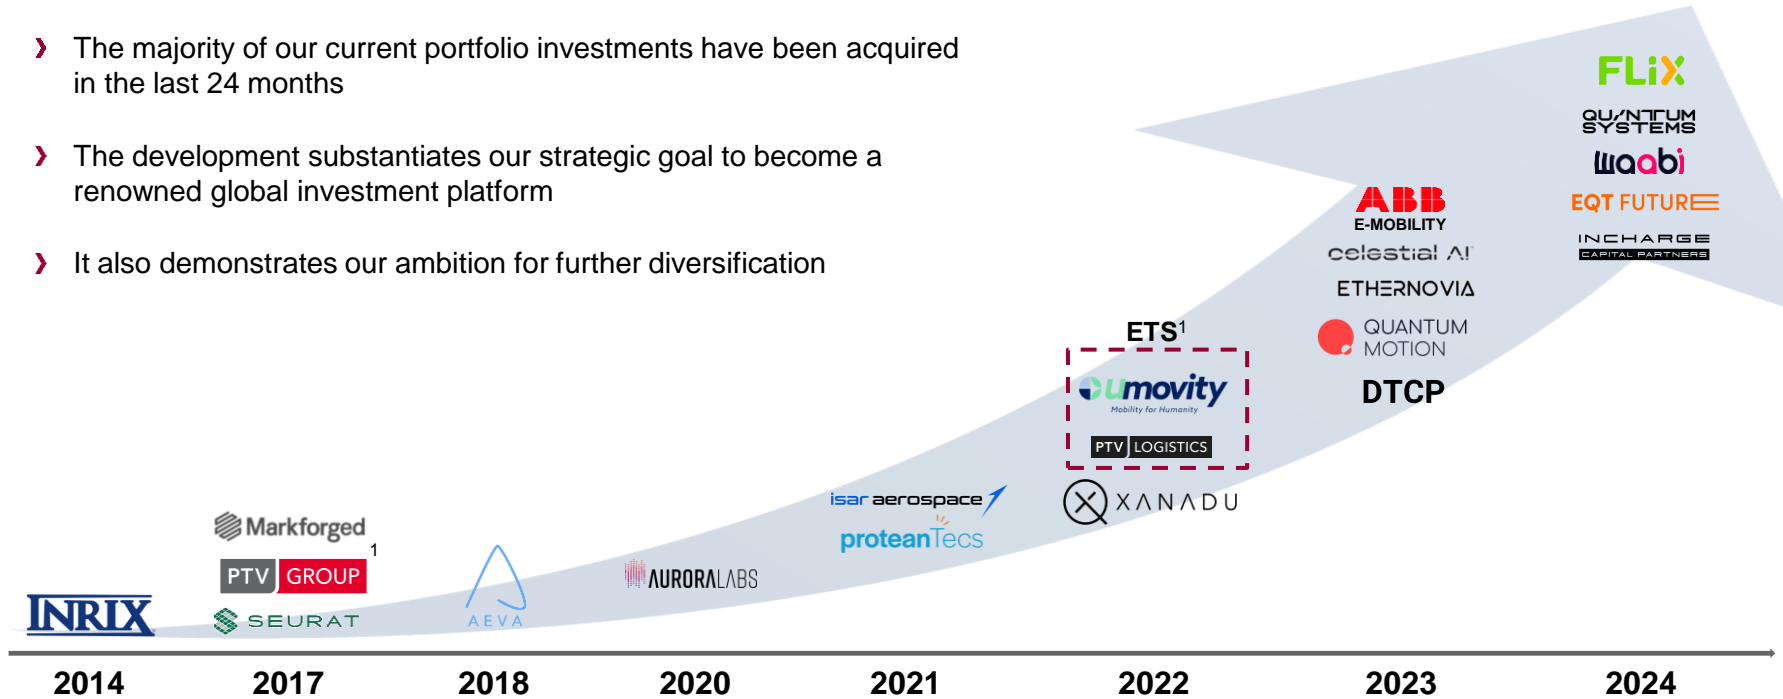 The majority of our current portfolio investments have been acquired
in the last 24 months
The development substantiates our strategic goal to become a
renowned global investment platform
It also demonstrates our ambition for further diversification
FLiX
QUANTUM
SYSTEMS
waabi
EQT FUTURE
INCHARGE
CAPITAL PARTNERS
ABB
E-MOBILITY
celestial AI
ETHERNOVIA
QUANTUM
MOTION
DTCP
ETS1
umovity
Mobility for Humanity
PTV LOGISTICS
XANADU
isar aerospace
proteanTecs
AURORALABS
AEVA
Markforged
PTV GROUP 1
SEURAT
INRIX
2014 2017 2018 2020 2021 2022 2023 2024